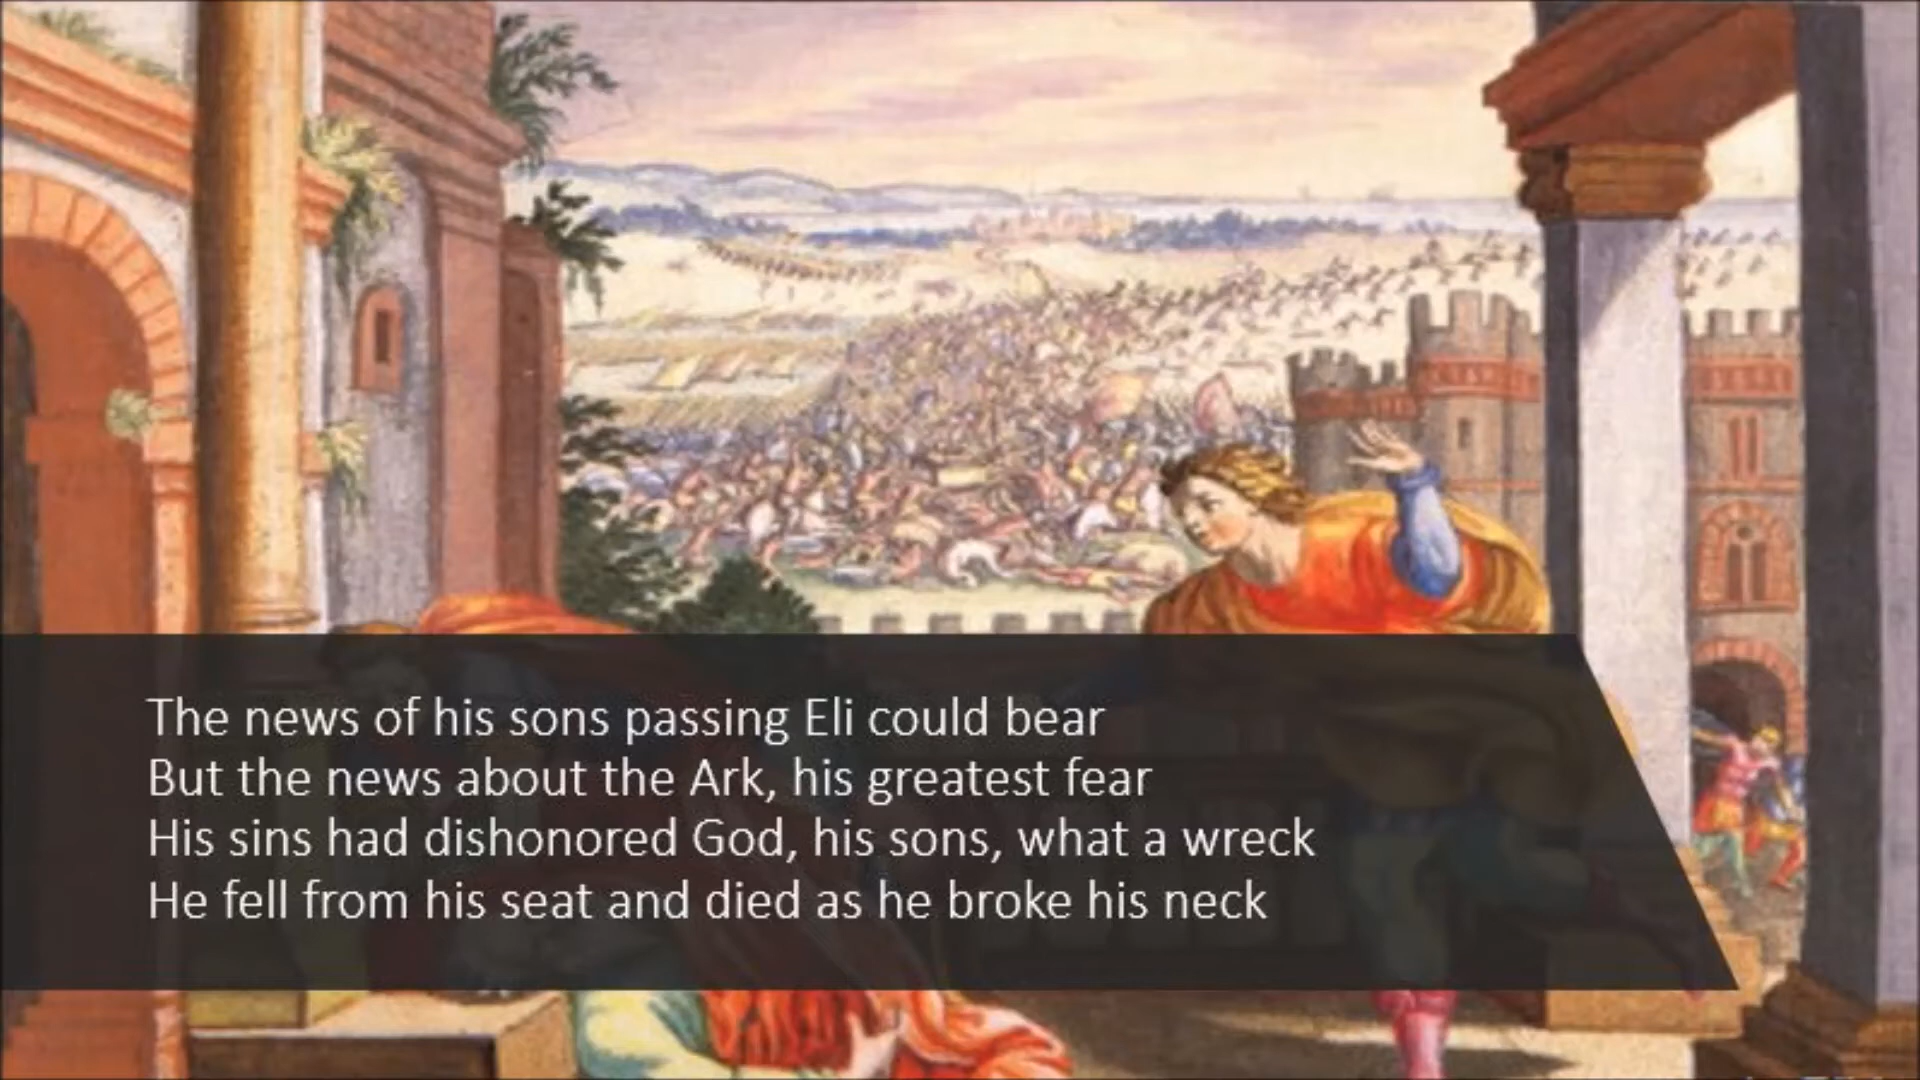 The news of his sons passing Eli could bear
But the news about the Ark, his greatest fear
His sins had dishonored God, his sons, what a wreck
He fell from his seat and died as he broke his neck